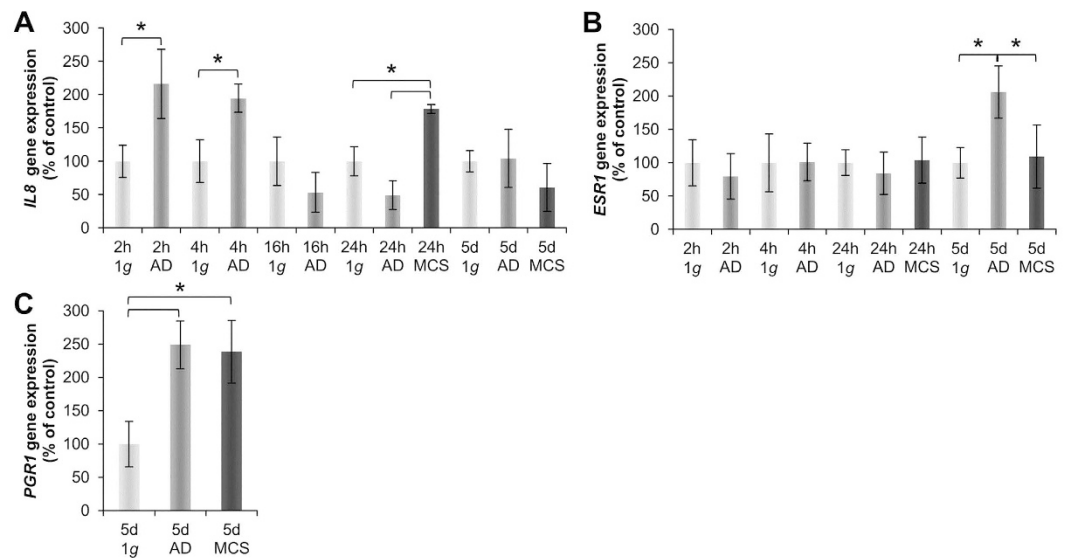 A
IL8 gene expression
(% of control)
300
250
200
150
100
50
0
* * *
2h 2h 4h 4h 16h 16h 24h 24h 24h 5d 5d 5d
1g AD 1g AD 1g AD 1g AD MCS 1g AD MCS
B
ESR1 gene expression
(% of control)
300
250
200
150
100
50
0
* *
2h 2h 4h 4h 24h 24h 24h 5d 5d 5d
1g AD 1g AD 1g AD MCS 1g AD MCS
C
PGR1 gene expression
(% of control)
300
250
200
150
100
50
0
*
5d 5d 5d
1g AD MCS